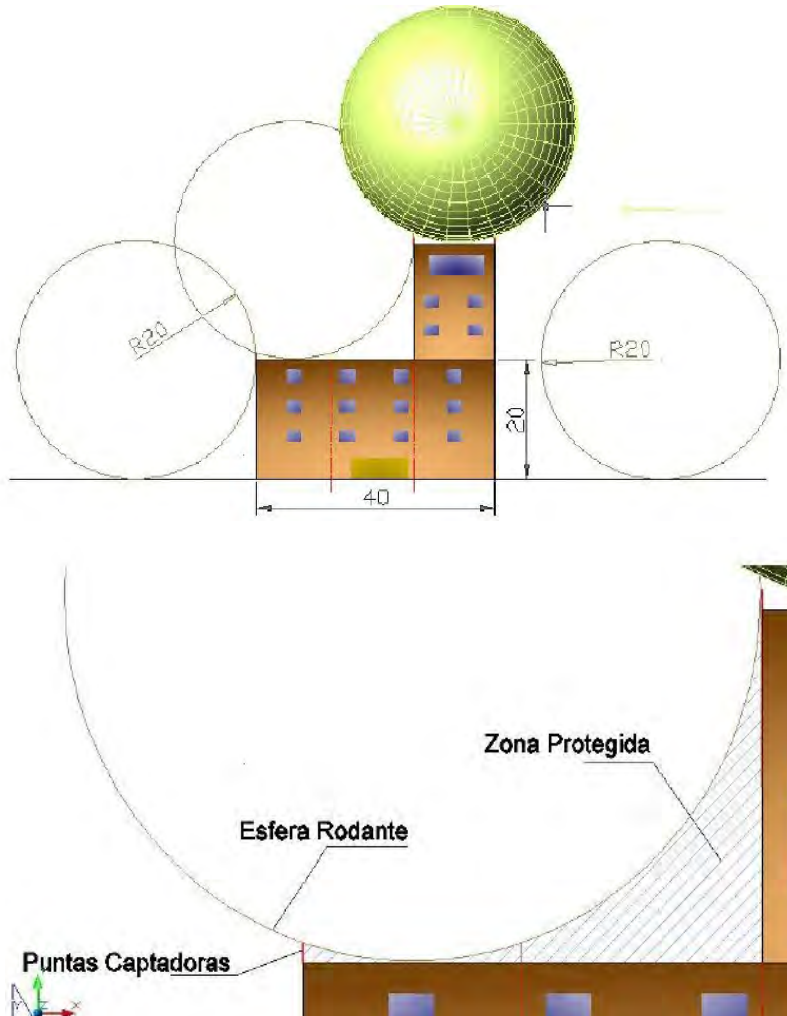 R20
R20
20
40
Zona Protegida
Esfera Rodante
Puntas Captadoras
x